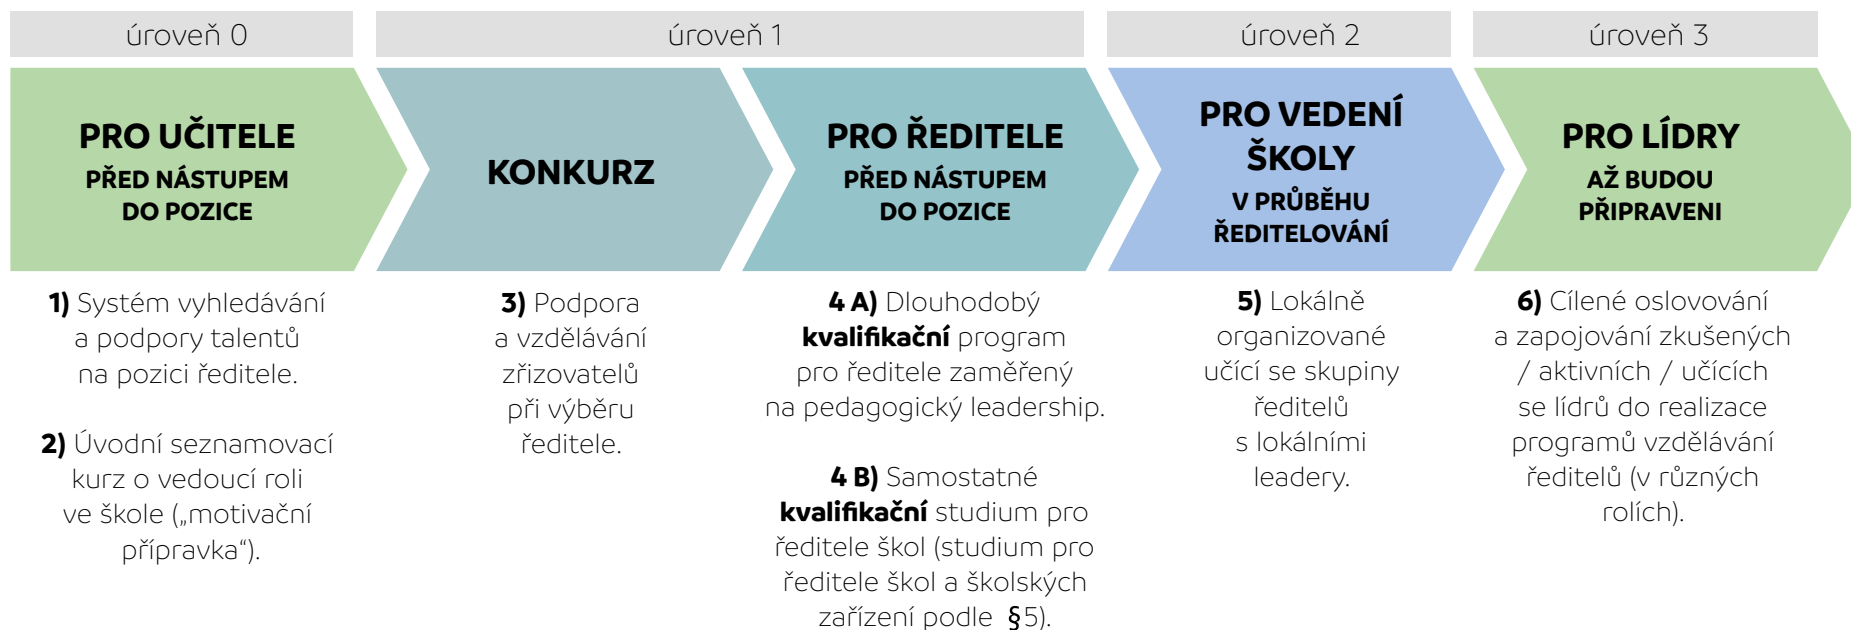 úroveň 0
úroveň 1
úroveň 2
úroveň 3
PRO UČITELE
PŘED NÁSTUPEM
DO POZICE
KONKURZ
PRO ŘEDITELE
PŘED NÁSTUPEM
DO POZICE
PRO VEDENÍ
ŠKOLY
V PRŮBĚHU
ŘEDITELOVÁNÍ
PRO LÍDRY
AŽ BUDOU
PŘIPRAVENI
1) Systém vyhledávání
a podpory talentů
na pozici ředitele.
2) Úvodní seznamovací
kurz o vedoucí roli
ve škole („motivační
přípravka“).
3) Podpora
a vzdělávání
zřizovatelů
při výběru
ředitele.
4 A) Dlouhodobý
kvalifikační program
pro ředitele zaměřený
na pedagogický leadership.
4 B) Samostatné
kvalifikační studium pro
ředitele škol (studium pro
ředitele škol a školských
zařízení podle §5).
5) Lokálně
organizované
učící se skupiny
ředitelů
s lokálními
leadery.
6) Cílené oslovování
a zapojování zkušených
/ aktivních / učících
se lídrů do realizace
programů vzdělávání
ředitelů (v různých
rolích).